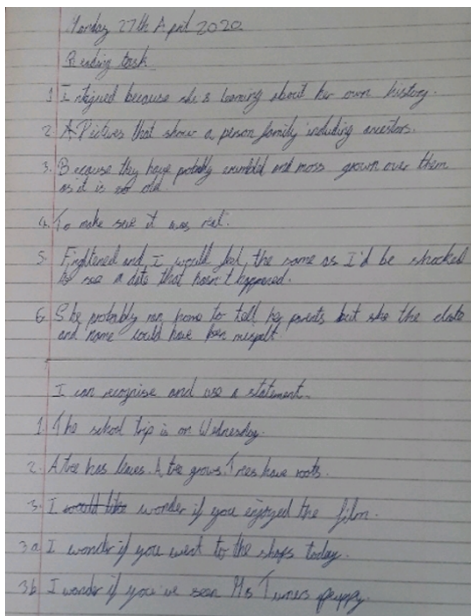 Monday 27th April 2020
Reading task
1 Intrigued because she's learning about her own history.
2 A Pictures that show a person family including ancestors.
3. Because they have probably crumbled and moss grown over them
as it is so old
4. To make sure it was real.
5. Frightened and I would feel the same as I'd be shocked
to see a date that hasn't happened.
6. She probably ran home to tell her parents but she the date
and name could have been mispelt.
I can recognise and use a statement.
1. The school trip is on Wednesday.
2. A tree has leaves. A tree grows. Trees have roots.
3. I would like wonder if you enjoyed the film.
3a I wonder if you went to the shops today.
3b I wonder if you've seen Ms Turners puppy.